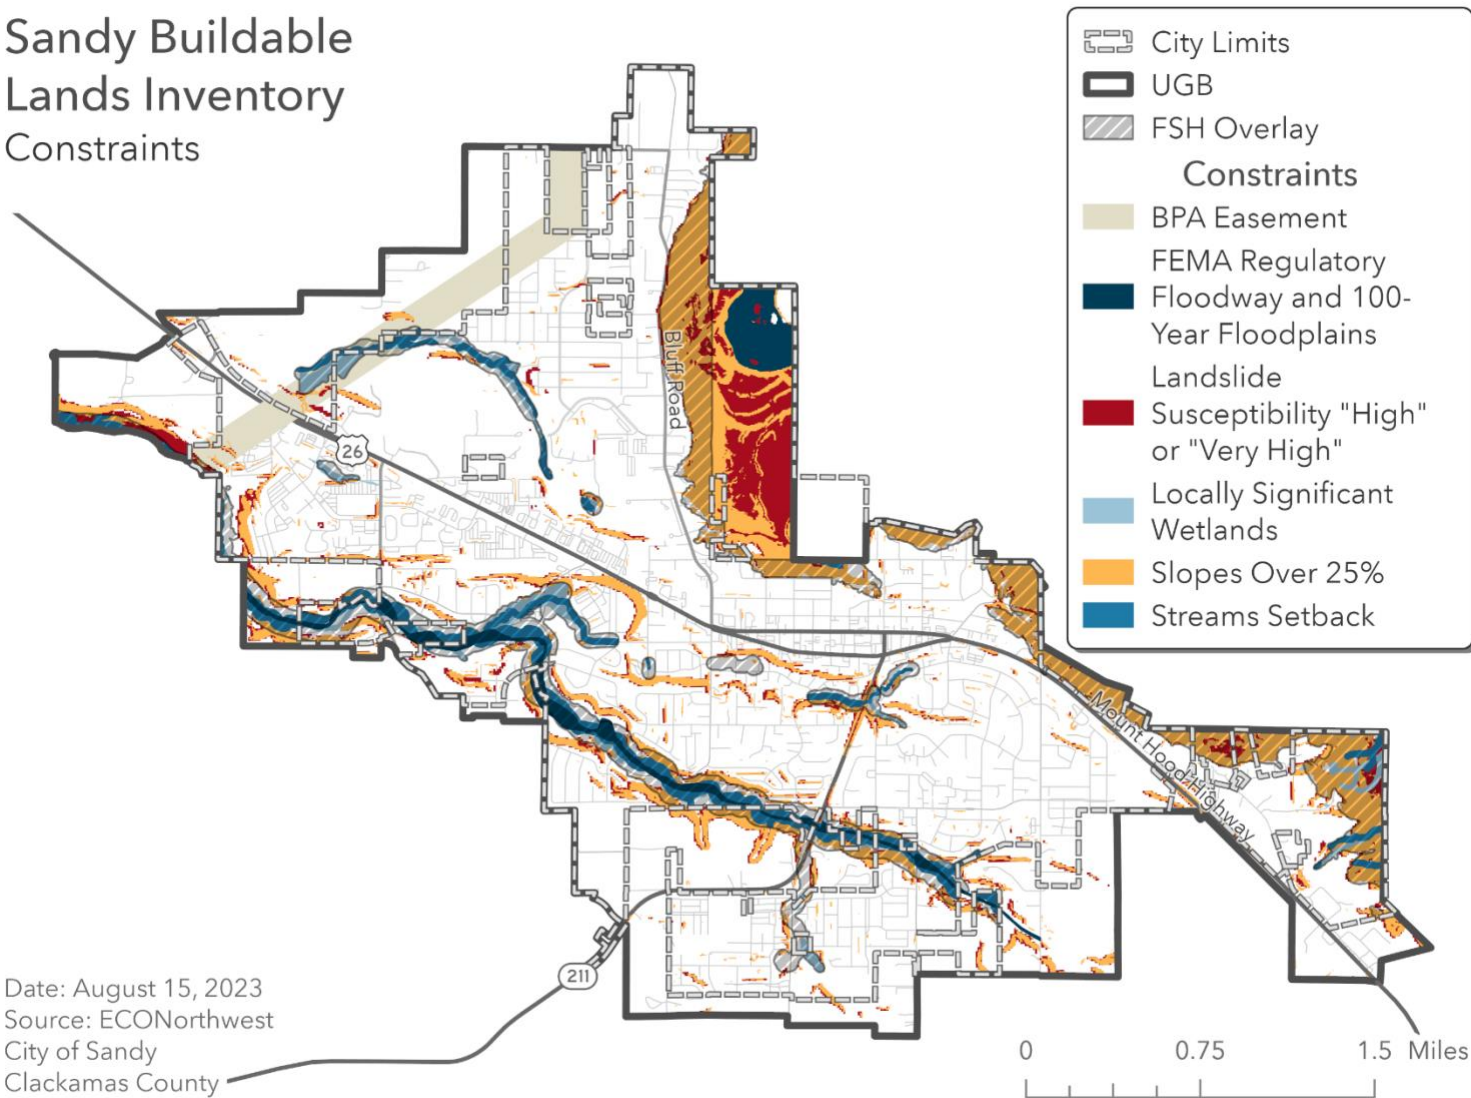 Sandy Buildable
Lands Inventory
Constraints
City Limits
UGB
FSH Overlay
Constraints
BPA Easement
FEMA Regulatory
Floodway and 100-
Year Floodplains
Landslide
Susceptibility "High"
or "Very High"
Locally Significant
Wetlands
Slopes Over 25%
Streams Setback
Bluff Road
26
Mount Hood Highway
211
Date: August 15, 2023
Source: ECONorthwest
City of Sandy
Clackamas County
0 0.75 1.5 Miles